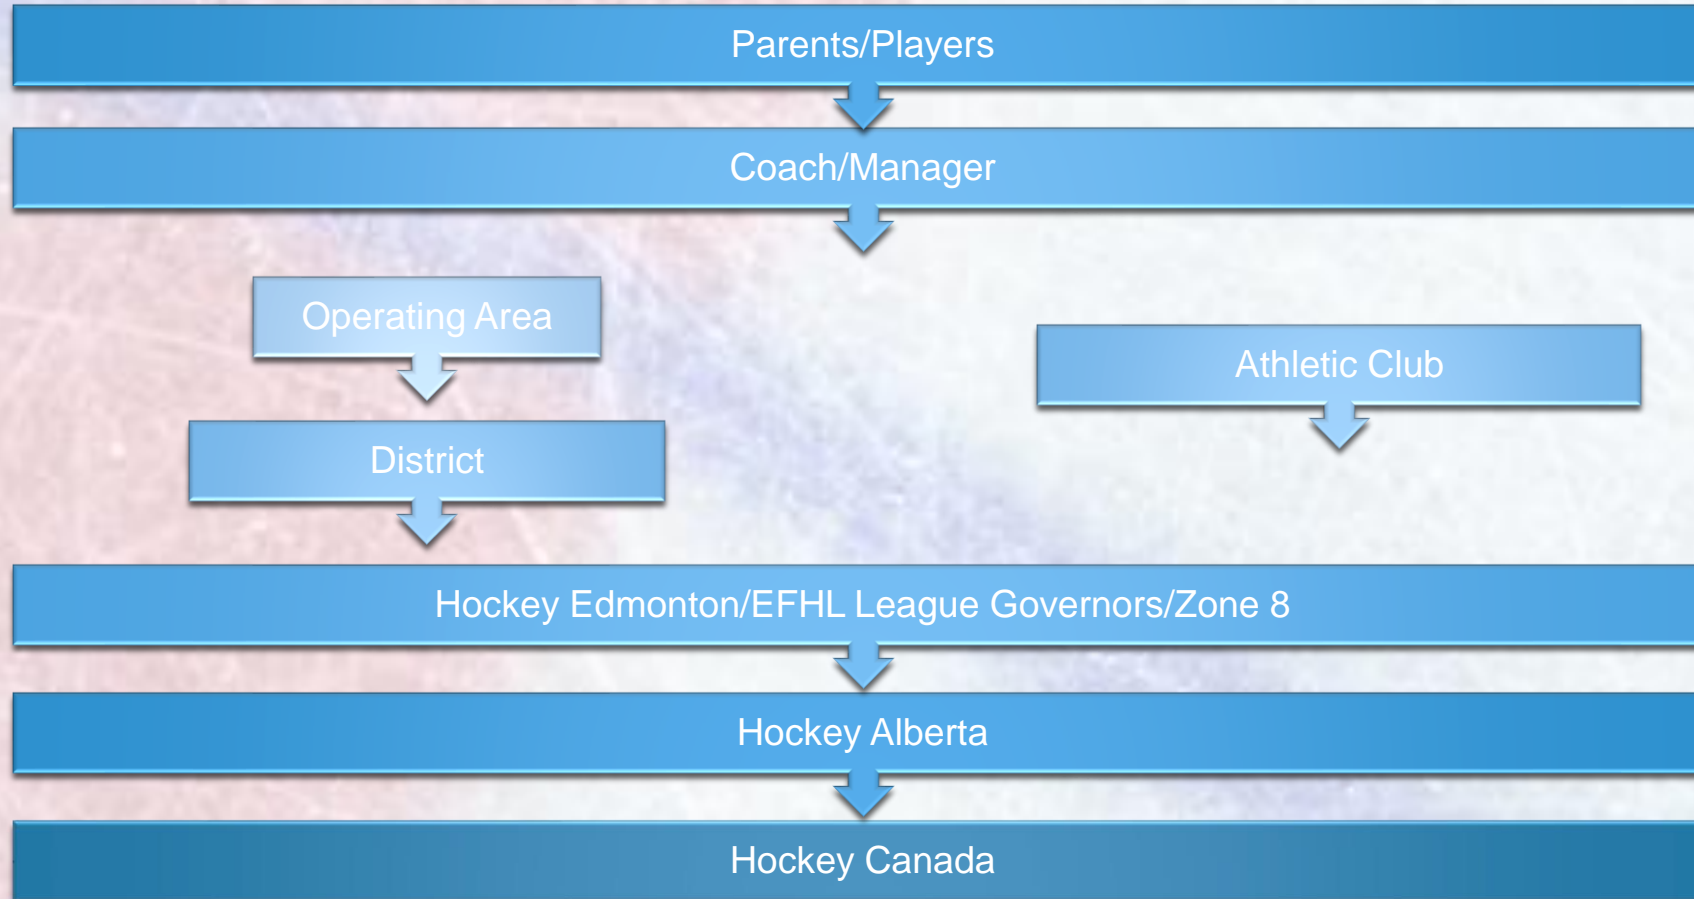 Parents/Players
Coach/Manager
Operating Area
Athletic Club
District
Hockey Edmonton/EFHL League Governors/Zone 8
Hockey Alberta
Hockey Canada